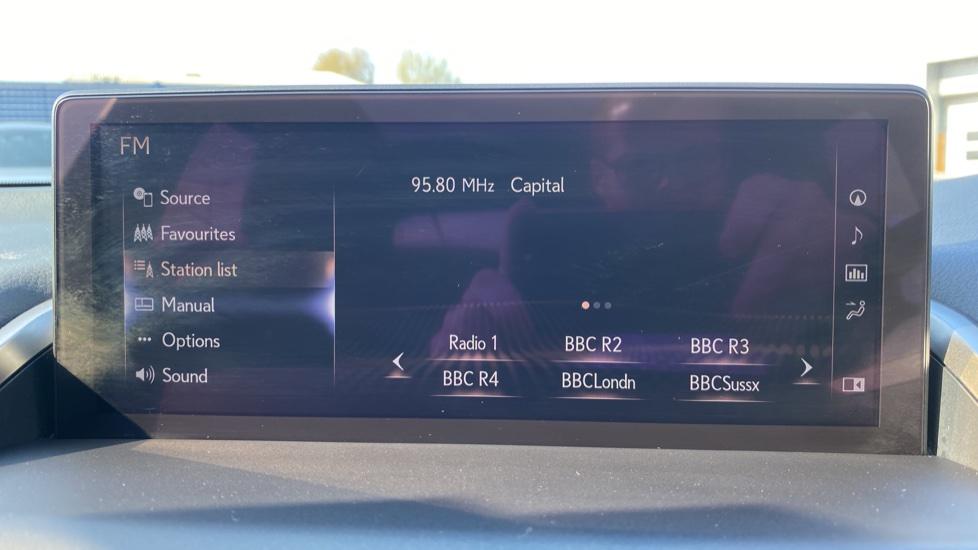 FM
95.80 MHz Capital
Source
Favourites
Station list
Manual
Options
Sound
Radio 1 BBC R2 BBC R3
BBC R4 BBCLondn BBCSussx